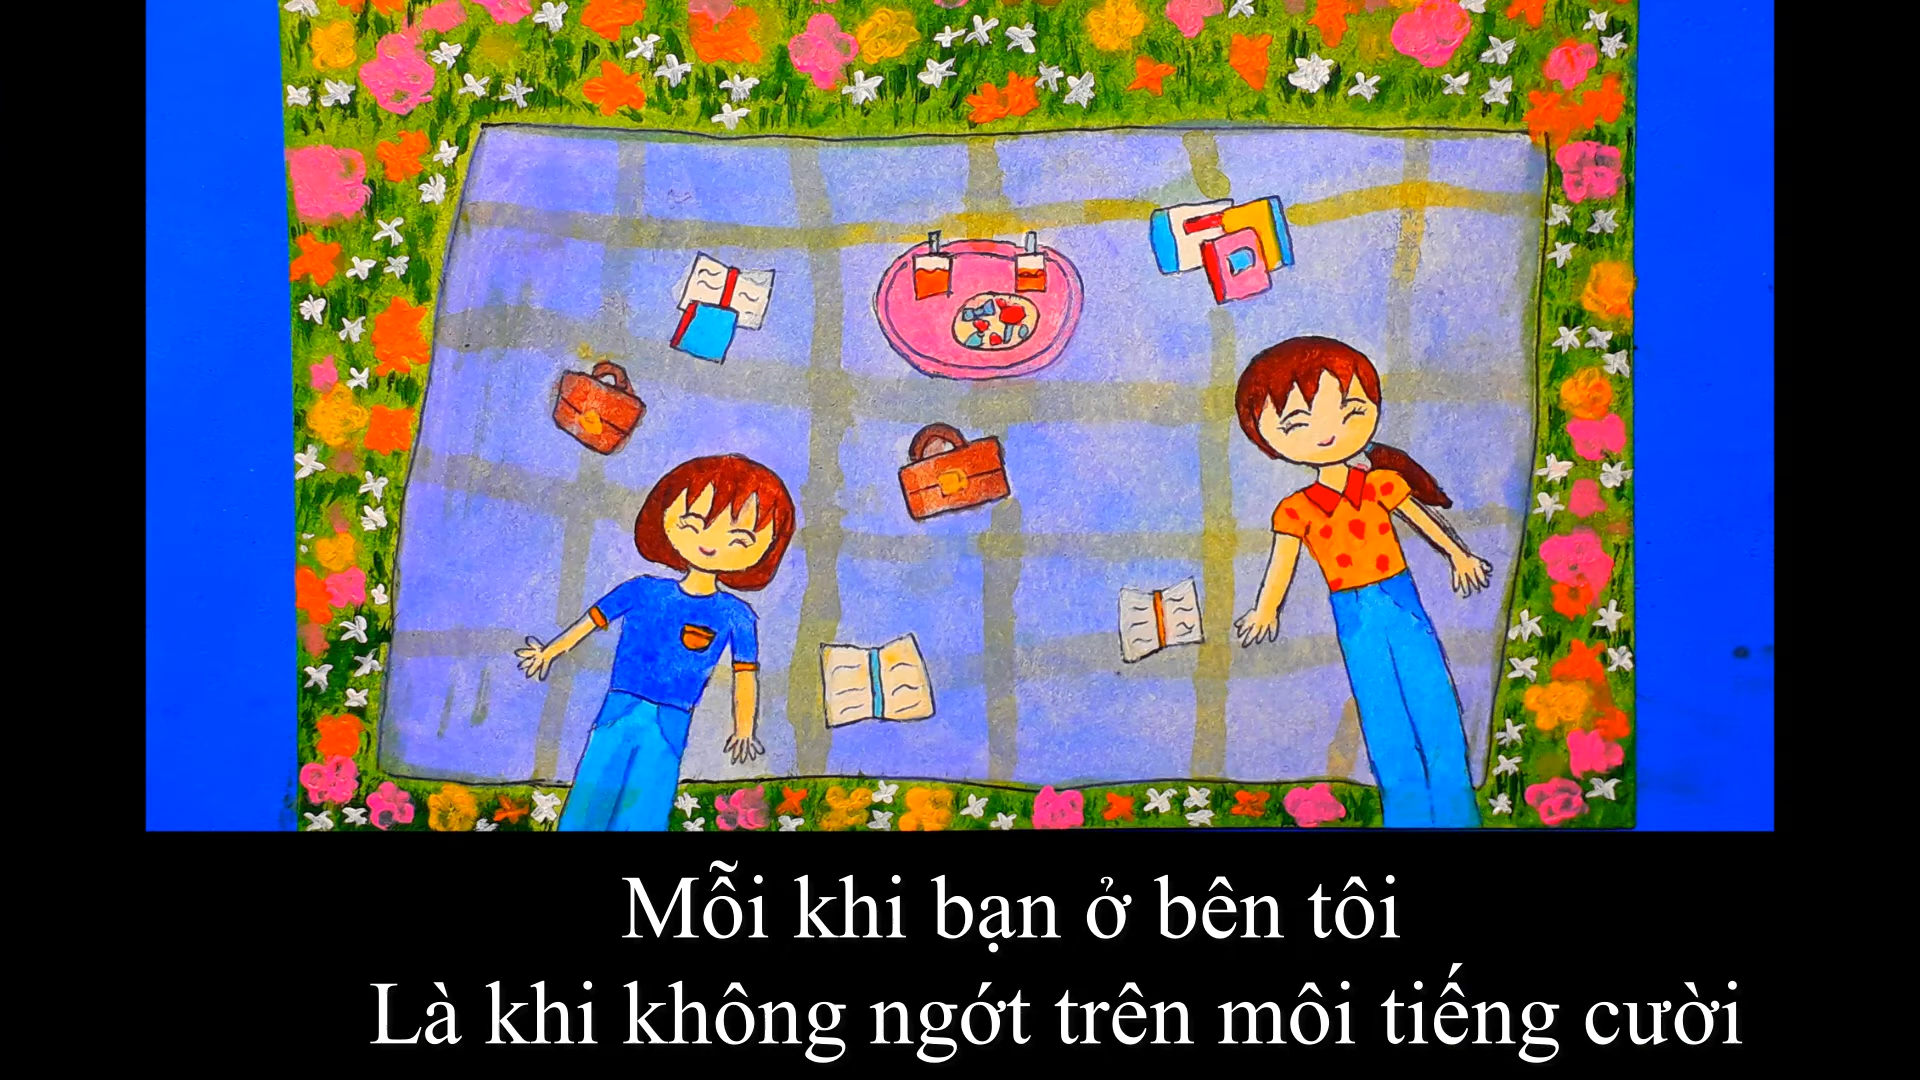 Mỗi khi bạn ở bên tôi
Là khi không ngớt trên môi tiếng cười